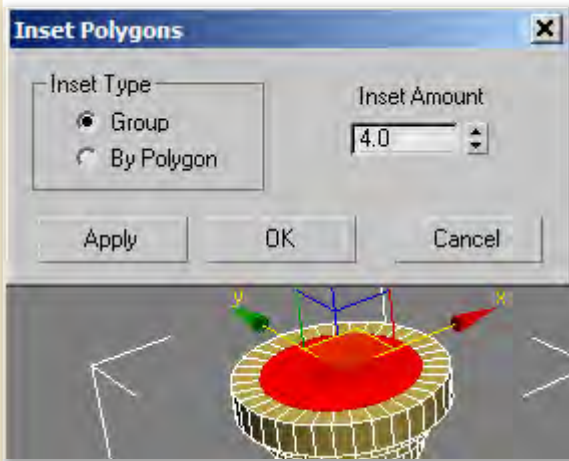 Inset Polygons
Inset Type
Group
By Polygon
Inset Amount
4.0
Apply
OK
Cancel
y
x